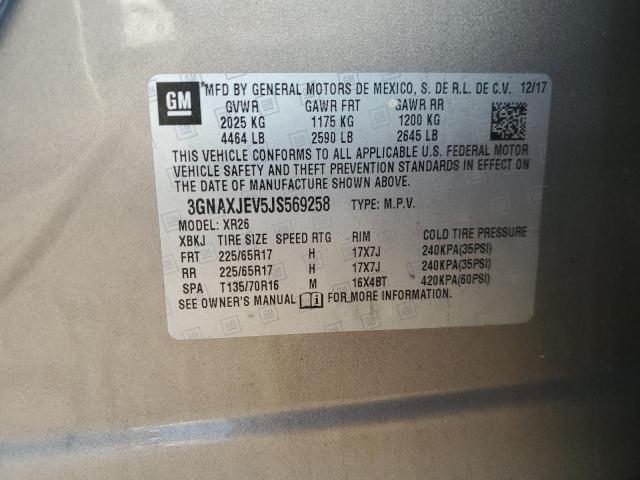 GM
*MFD BY GENERAL MOTORS DE MEXICO, S. DE R.L. DE C.V. 12/17
GVWR GAWR FRT GAWR RR
2025 KG 1175 KG 1200 KG
4464 LB 2590 LB 2645 LB
THIS VEHICLE CONFORMS TO ALL APPLICABLE U.S. FEDERAL MOTOR
VEHICLE SAFETY AND THEFT PREVENTION STANDARDS IN EFFECT ON
THE DATE OF MANUFACTURE SHOWN ABOVE.
3GNAXJEV5JS569258 TYPE: M.P.V.
MODEL: XR26
XBKJ TIRE SIZE SPEED RTG RIM COLD TIRE PRESSURE
FRT 225/65R17 H 17X7J 240KPA(35PSI)
RR 225/65R17 H 17X7J 240KPA(35PSI)
SPA T135/70R16 M 16X4BT 420KPA(60PSI)
SEE OWNER'S MANUAL FOR MORE INFORMATION.